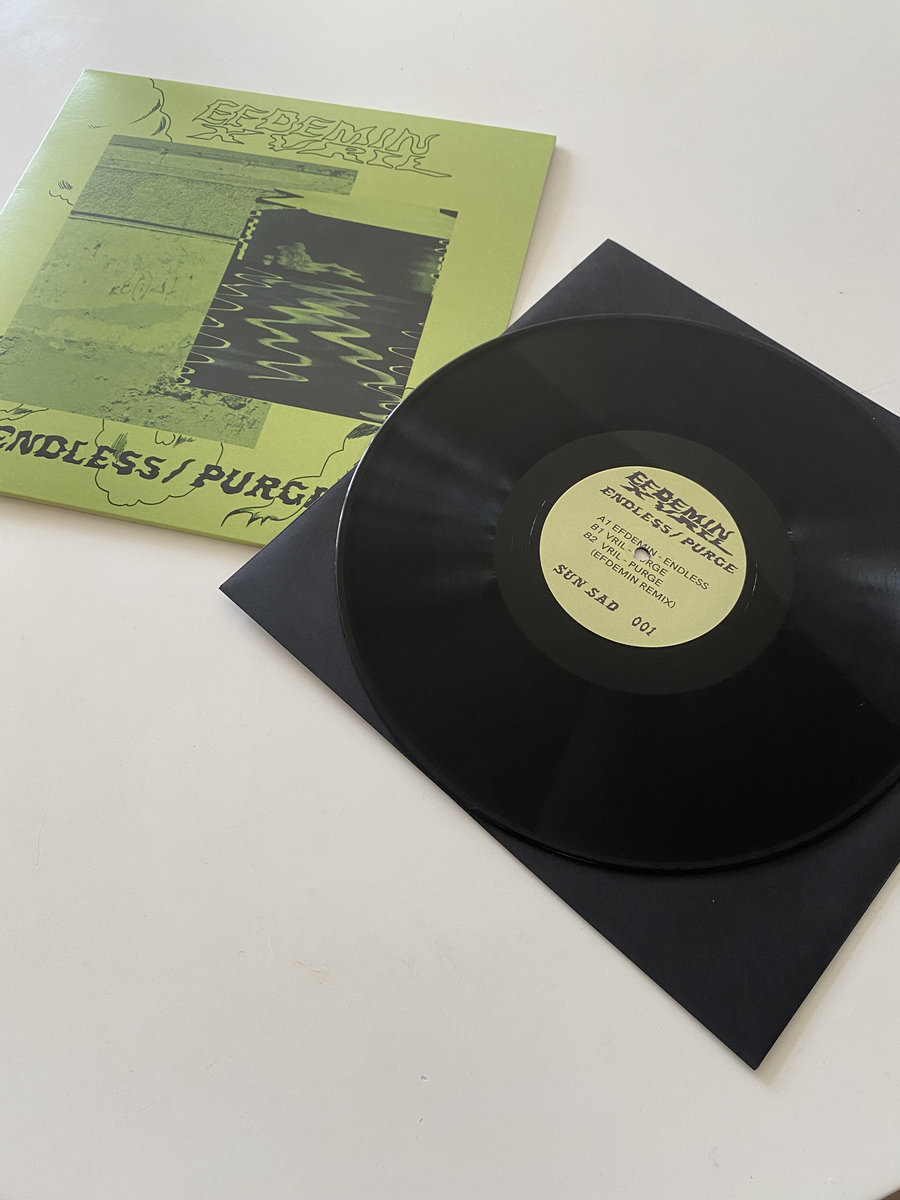 EFDEMIN
X VRIL
ENDLESS / PURGE
EFDEMIN
X VRIL
ENDLESS / PURGE
A1 EFDEMIN - ENDLESS
B1 VRIL - PURGE
B2 VRIL - PURGE
(EFDEMIN REMIX)
SUN SAD 001